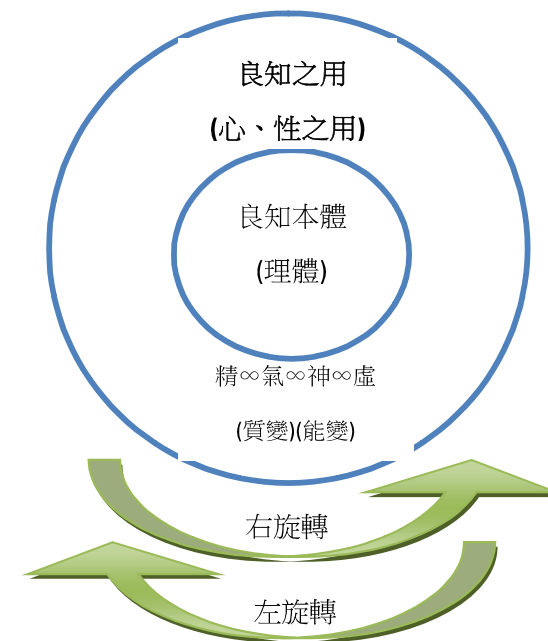 良知之用
(心、性之用)
良知本體
(理體)
精∞氣∞神∞虛
(質變)(能變)
右旋轉
左旋轉